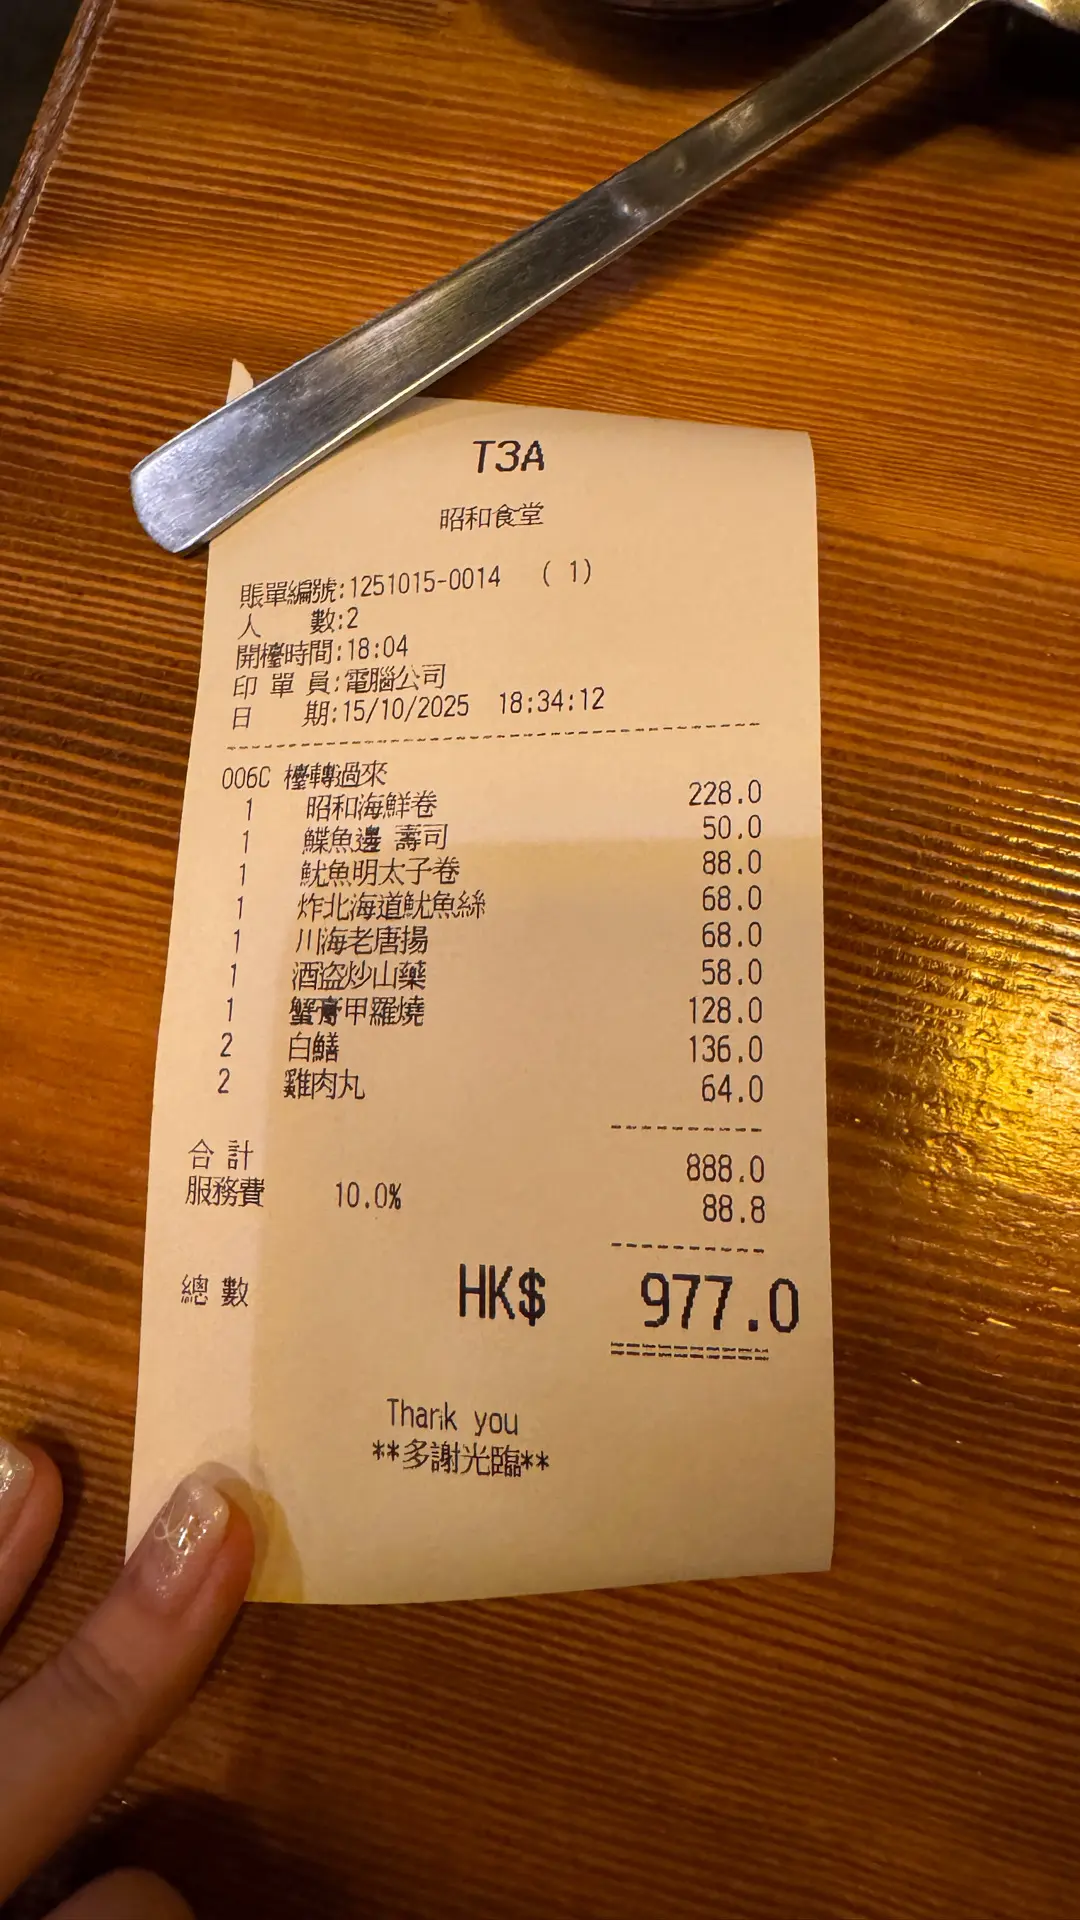 T3A
昭和食堂
賬單編號:1251015-0014 ( 1)
人 數:2
開檯時間:18:04
印 單 員:電腦公司
日 期:15/10/2025 18:34:12
006C 檯轉過來
1 昭和海鮮卷 228.0
1 鰈魚邊 壽司 50.0
1 魷魚明太子卷 88.0
1 炸北海道魷魚絲 68.0
1 川海老唐揚 68.0
1 酒盗炒山藥 58.0
1 蟹膏甲羅燒 128.0
2 白鱔 136.0
2 雞肉丸 64.0
合 計 888.0
服務費 10.0% 88.8
總 數 HK$ 977.0
Thank you
**多謝光臨**